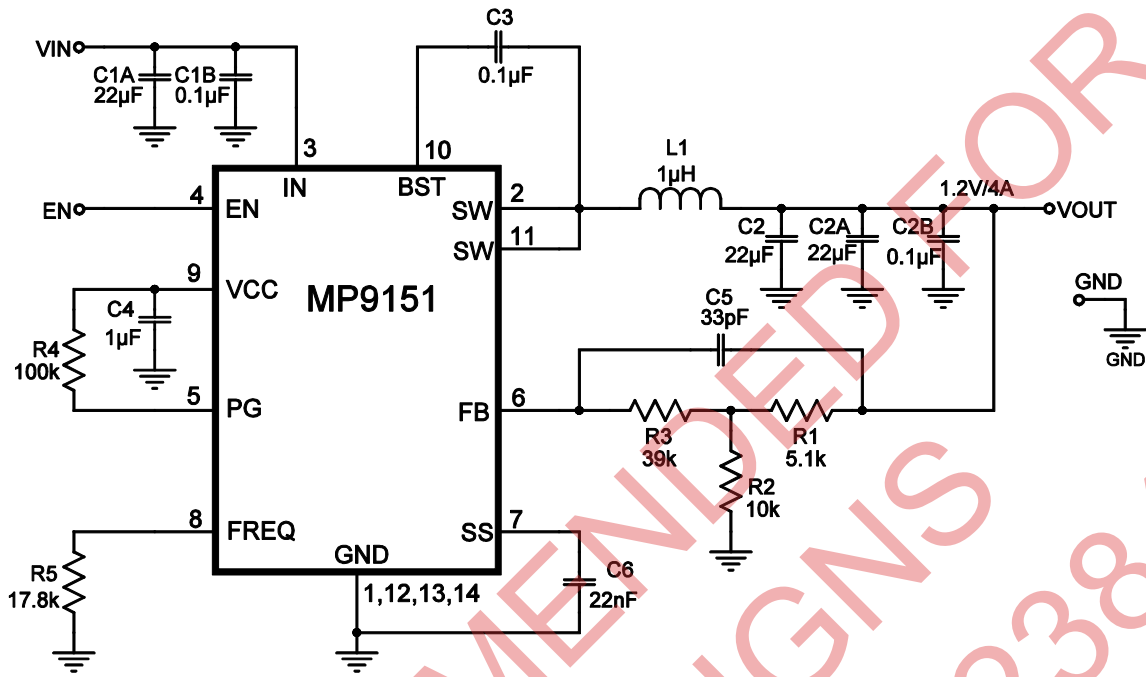 VIN
C1A
22µF
C1B
0.1µF
C3
0.1µF
3
10
IN
BST
L1
1µH
1.2V/4A
EN
4
EN
SW
2
VOUT
SW
11
C2
22µF
C2A
22µF
C2B
0.1µF
9
VCC
MP9151
GND
GND
C4
1µF
C5
33pF
R4
100k
5
PG
FB
6
R3
39k
R1
5.1k
R2
10k
8
FREQ
SS
7
GND
R5
17.8k
1,12,13,14
C6
22nF
MENDED FOR
IGNS